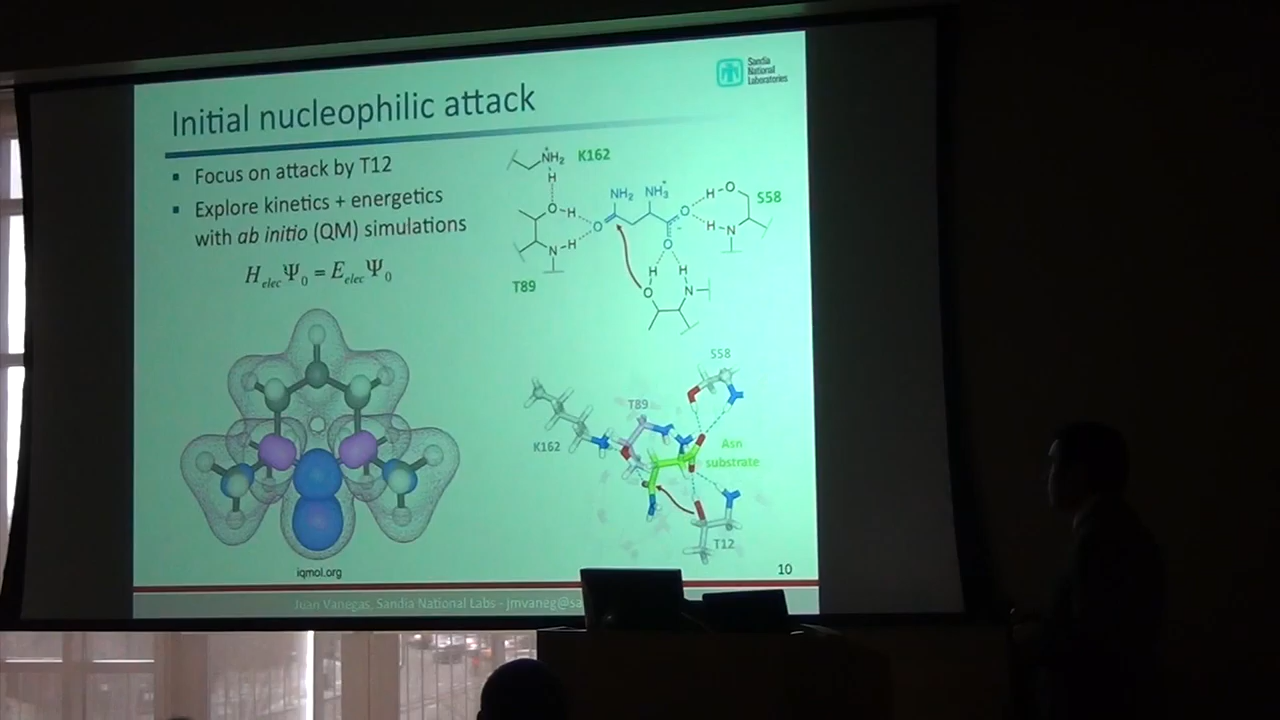 Sandia
National
Laboratories
Initial nucleophilic attack
Focus on attack by T12
Explore kinetics + energetics
with ab initio (QM) simulations
H_elec Ψ_0 = E_elec Ψ_0
iqmol.org
NH2 + K162
H
O H
N H
T89
O
NH2 NH3 +
O
O -
H O
H N
S58
H H
O N
S58
T89
K162
Asn
substrate
T12
10
Juan Vanegas, Sandia National Labs - jmvaneg@sa